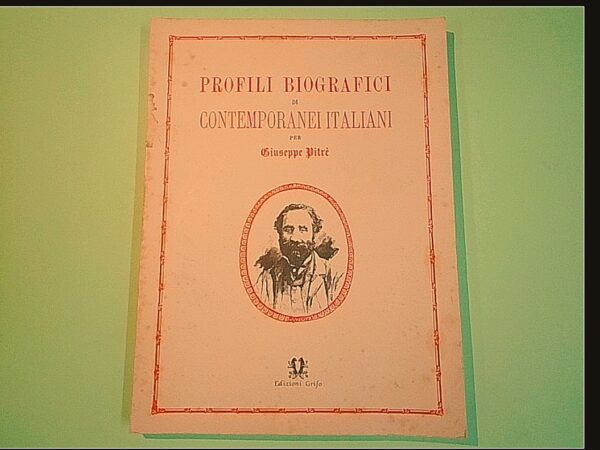 PROFILI BIOGRAFICI
DI
CONTEMPORANEI ITALIANI
PER
Giuseppe Pitrè
Edizioni Grifo